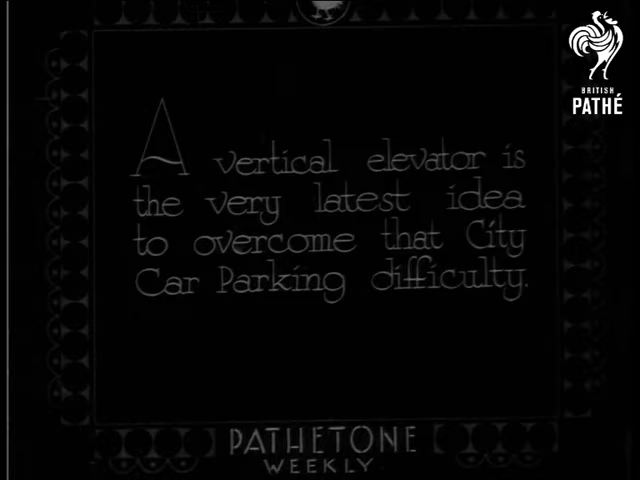 BRITISH
PATHÉ
A vertical elevator is
the very latest idea
to overcome that City
Car Parking difficulty.
PATHETONE
WEEKLY